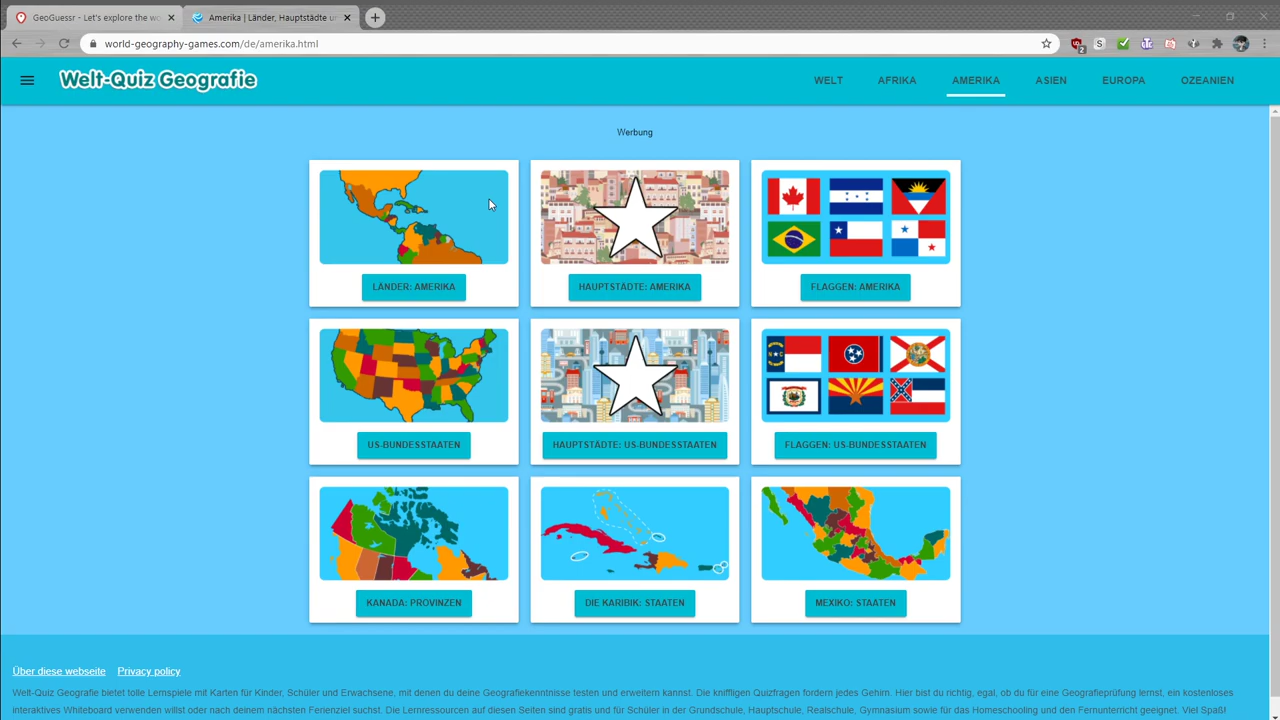 GeoGuessr - Let's explore the wo
Amerika | Länder, Hauptstädte un
world-geography-games.com/de/amerika.html
2
Welt-Quiz Geografie
WELT
AFRIKA
AMERIKA
ASIEN
EUROPA
OZEANIEN
Werbung
LÄNDER: AMERIKA
HAUPTSTÄDTE: AMERIKA
FLAGGEN: AMERIKA
N C
US-BUNDESSTAATEN
HAUPTSTÄDTE: US-BUNDESSTAATEN
FLAGGEN: US-BUNDESSTAATEN
KANADA: PROVINZEN
DIE KARIBIK: STAATEN
MEXIKO: STAATEN
Über diese webseite
Privacy policy
Welt-Quiz Geografie bietet tolle Lernspiele mit Karten für Kinder, Schüler und Erwachsene, mit denen du deine Geografiekenntnisse testen und erweitern kannst. Die kniffligen Quizfragen fordern jedes Gehirn. Hier bist du richtig, egal, ob du für eine Geografieprüfung lernst, ein kostenloses
interaktives Whiteboard verwenden willst oder nach deinem nächsten Ferienziel suchst. Die Lernressourcen auf diesen Seiten sind gratis und für Schüler in der Grundschule, Hauptschule, Realschule, Gymnasium sowie für das Homeschooling und den Fernunterricht geeignet. Viel Spaß!